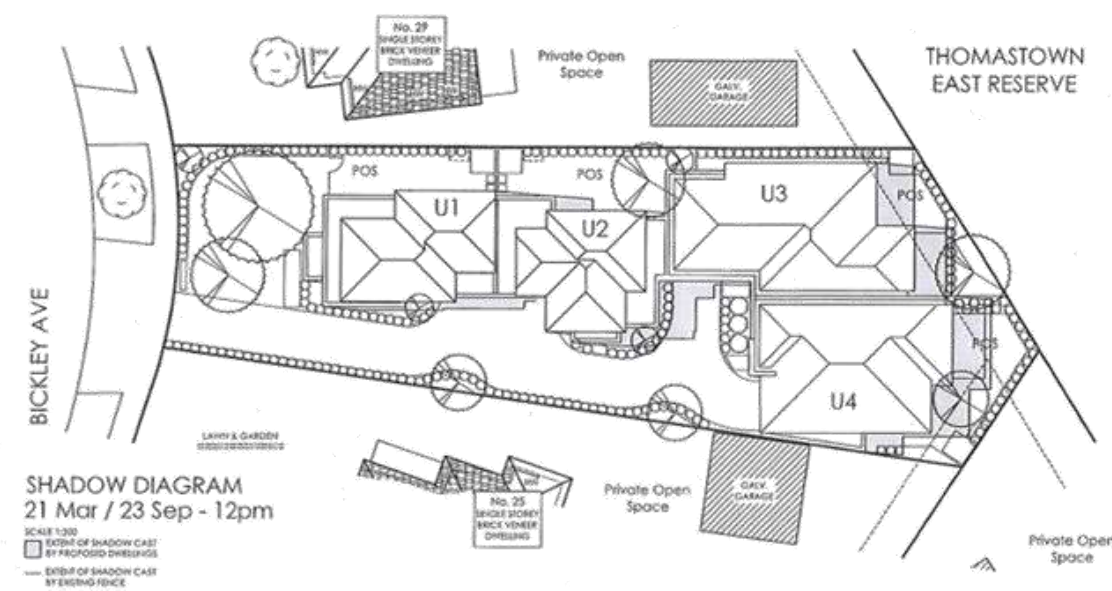 No. 29
SINGLE STOREY
BRICK VENEER
DWELLING
Private Open
Space
GALV.
GARAGE
THOMASTOWN
EAST RESERVE
POS
POS
POS
U1
U2
U3
BICKLEY AVE
POS
U4
LAWN & GARDEN
No. 25
SINGLE STOREY
BRICK VENEER
DWELLING
Private Open
Space
GALV.
GARAGE
Private Open
Space
SHADOW DIAGRAM
21 Mar / 23 Sep - 12pm
SCALE 1:300
EXTENT OF SHADOW CAST
BY PROPOSED DWELLINGS
EXTENT OF SHADOW CAST
BY EXISTING FENCE